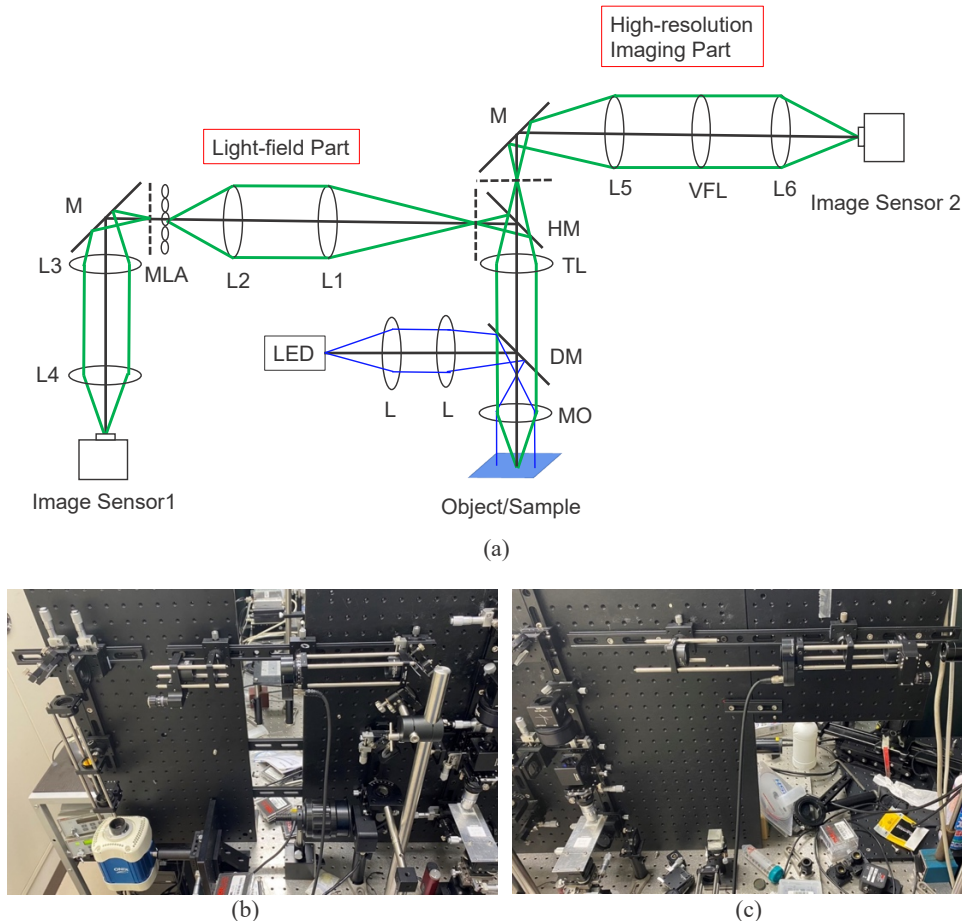 High-resolution
Imaging Part
M
Light-field Part
L5
VFL
L6
Image Sensor 2
M
HM
L3
MLA
L2
L1
TL
LED
DM
L4
L
L
MO
Image Sensor1
Object/Sample
(a)
(b)
(c)